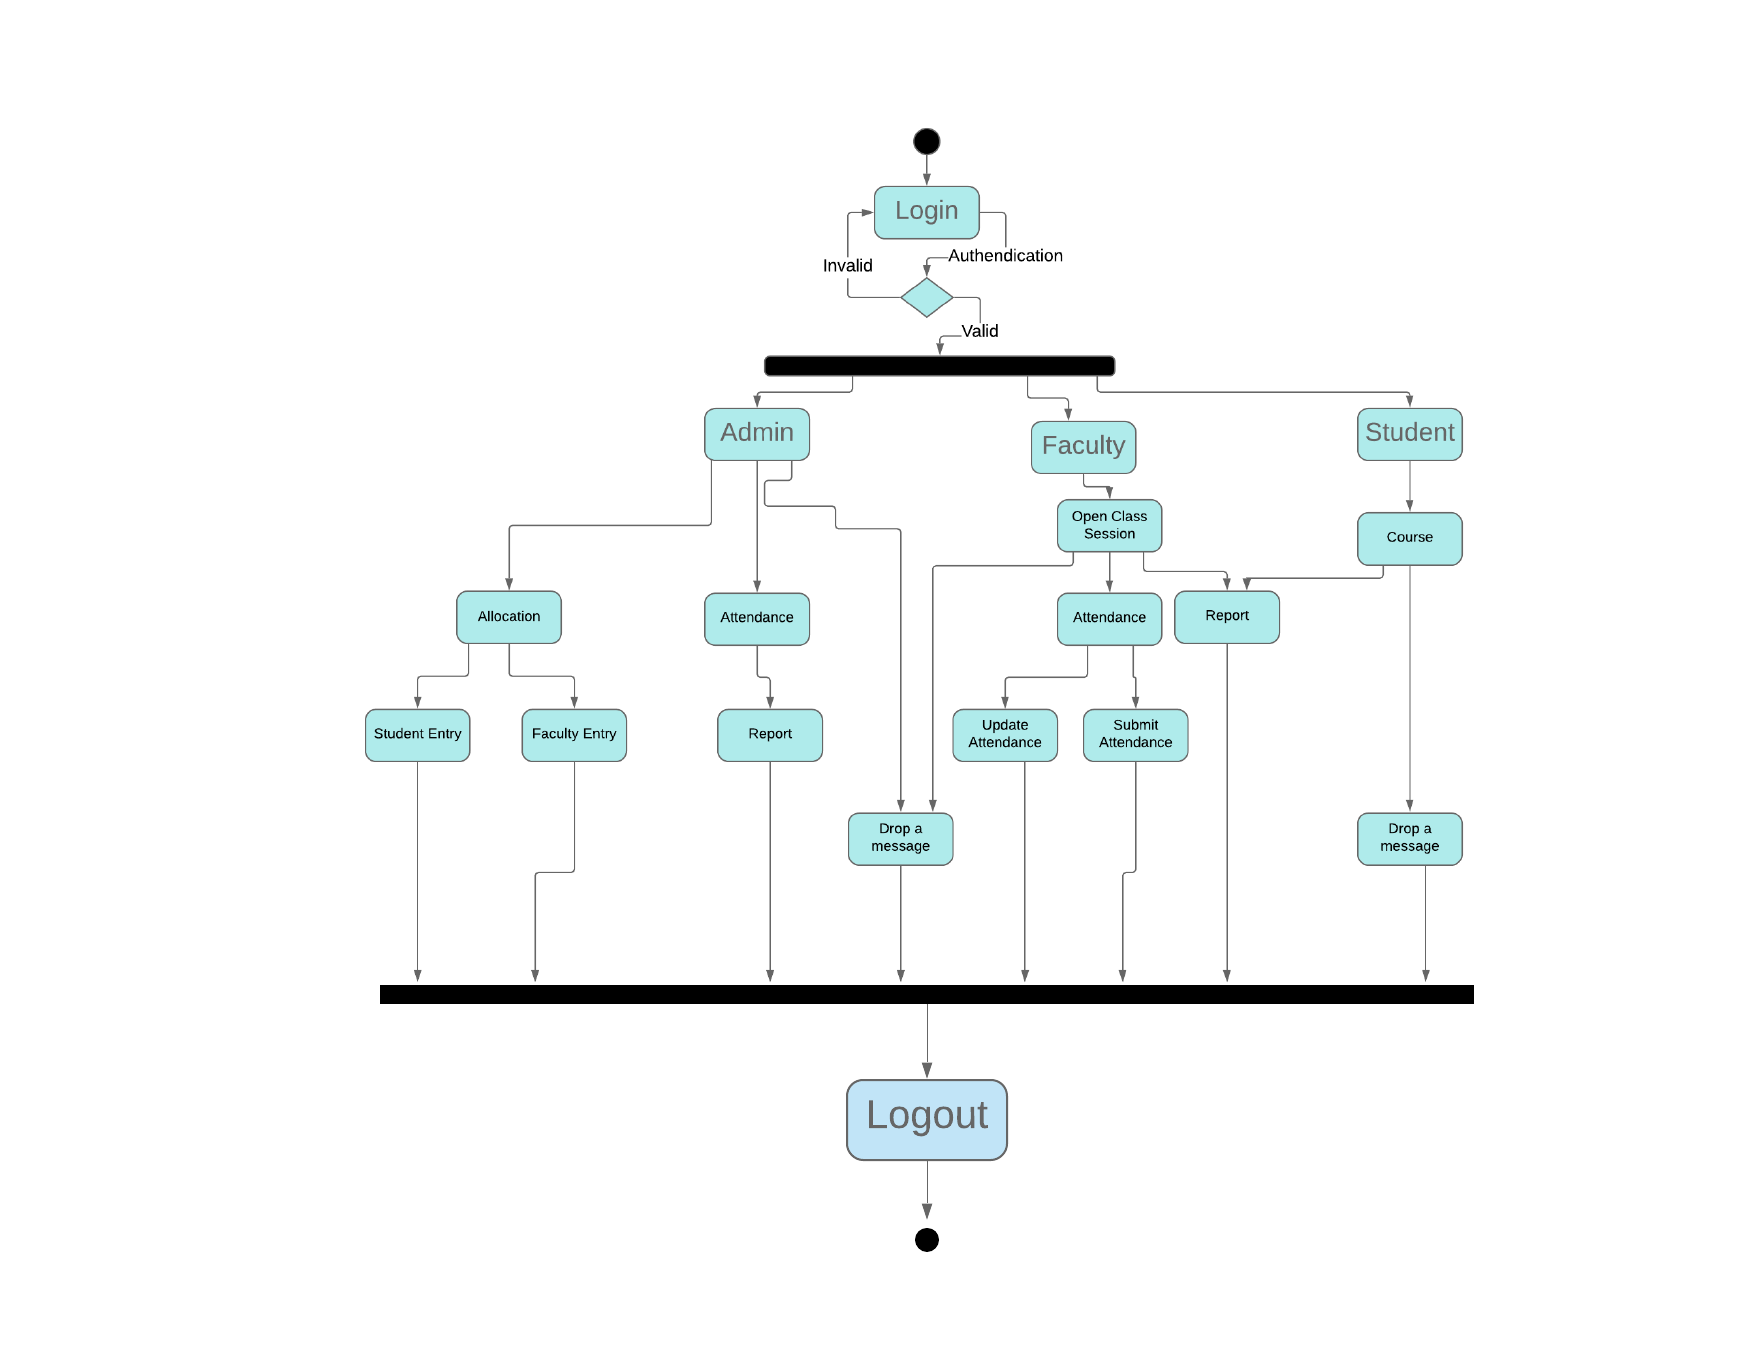 Login
Authendication
Invalid
Valid
Admin
Faculty
Student
Open Class
Session
Course
Allocation
Attendance
Attendance
Report
Student Entry
Faculty Entry
Report
Update
Attendance
Submit
Attendance
Drop a
message
Drop a
message
Logout